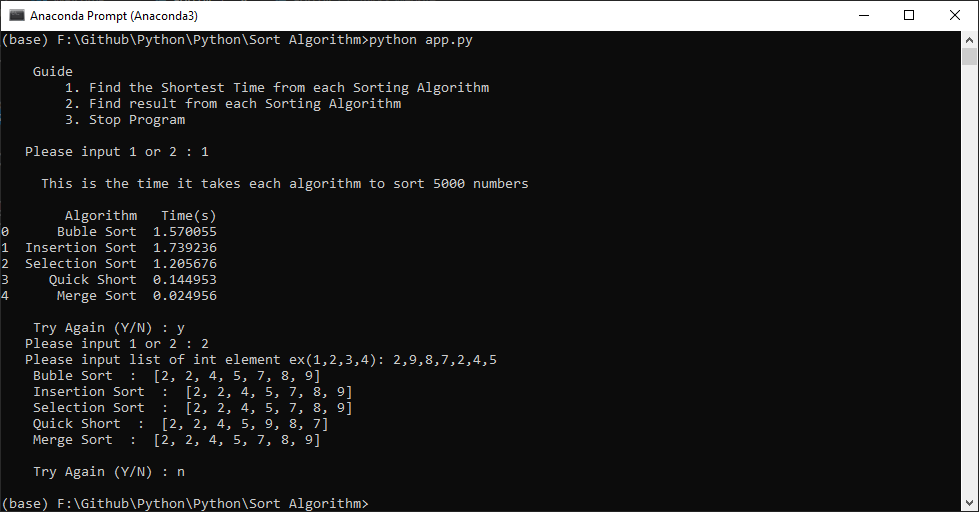 Anaconda Prompt (Anaconda3)
(base) F:\Github\Python\Python\Sort Algorithm>python app.py
Guide
1. Find the Shortest Time from each Sorting Algorithm
2. Find result from each Sorting Algorithm
3. Stop Program
Please input 1 or 2 : 1
This is the time it takes each algorithm to sort 5000 numbers
Algorithm Time(s)
0 Buble Sort 1.570055
1 Insertion Sort 1.739236
2 Selection Sort 1.205676
3 Quick Short 0.144953
4 Merge Sort 0.024956
Try Again (Y/N) : y
Please input 1 or 2 : 2
Please input list of int element ex(1,2,3,4): 2,9,8,7,2,4,5
Buble Sort : [2, 2, 4, 5, 7, 8, 9]
Insertion Sort : [2, 2, 4, 5, 7, 8, 9]
Selection Sort : [2, 2, 4, 5, 7, 8, 9]
Quick Short : [2, 2, 4, 5, 9, 8, 7]
Merge Sort : [2, 2, 4, 5, 7, 8, 9]
Try Again (Y/N) : n
(base) F:\Github\Python\Python\Sort Algorithm>